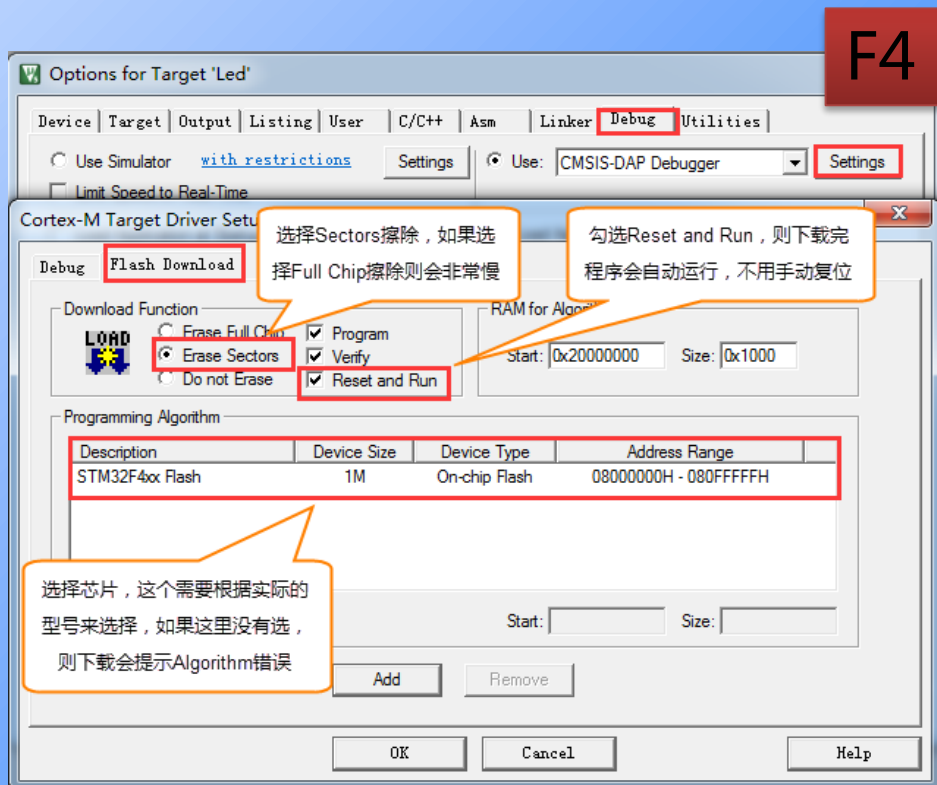 F4
Options for Target 'Led'
Device Target Output Listing User C/C++ Asm Linker Debug Utilities
Use Simulator with restrictions Settings Use: CMSIS-DAP Debugger Settings
Limit Speed to Real-Time
Cortex-M Target Driver Setu
选择Sectors擦除，如果选
择Full Chip擦除则会非常慢
勾选Reset and Run，则下载完
程序会自动运行，不用手动复位
Debug Flash Download
Download Function
LOAD
Erase Full Chip
Erase Sectors
Do not Erase
Program
Verify
Reset and Run
RAM for Algorith
Start: 0x20000000 Size: 0x1000
Programming Algorithm
Description Device Size Device Type Address Range
STM32F4xx Flash 1M On-chip Flash 08000000H - 080FFFFFH
选择芯片，这个需要根据实际的
型号来选择，如果这里没有选，
则下载会提示Algorithm错误
Start: Size:
Add Remove
OK Cancel Help